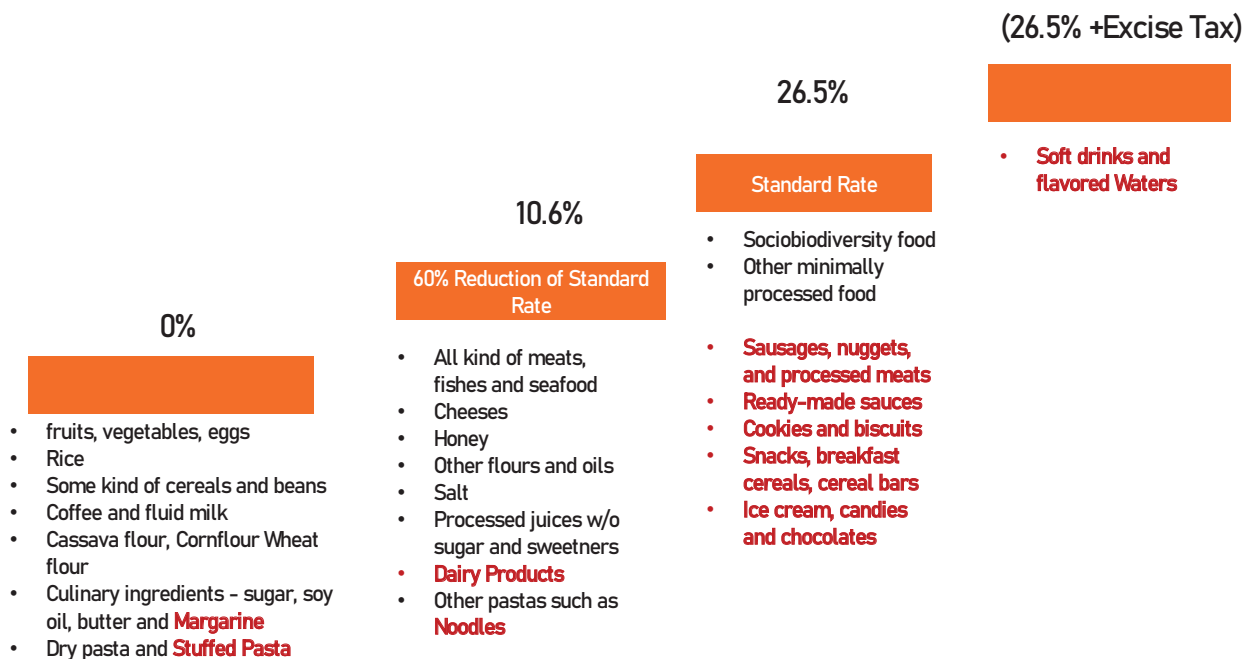 0%
• fruits, vegetables, eggs
• Rice
• Some kind of cereals and beans
• Coffee and fluid milk
• Cassava flour, Cornflour Wheat
flour
• Culinary ingredients - sugar, soy
oil, butter and Margarine
• Dry pasta and Stuffed Pasta
10.6%
60% Reduction of Standard
Rate
• All kind of meats,
fishes and seafood
• Cheeses
• Honey
• Other flours and oils
• Salt
• Processed juices w/o
sugar and sweetners
• Dairy Products
• Other pastas such as
Noodles
26.5%
Standard Rate
• Sociobiodiversity food
• Other minimally
processed food
• Sausages, nuggets,
and processed meats
• Ready-made sauces
• Cookies and biscuits
• Snacks, breakfast
cereals, cereal bars
• Ice cream, candies
and chocolates
(26.5% +Excise Tax)
• Soft drinks and
flavored Waters